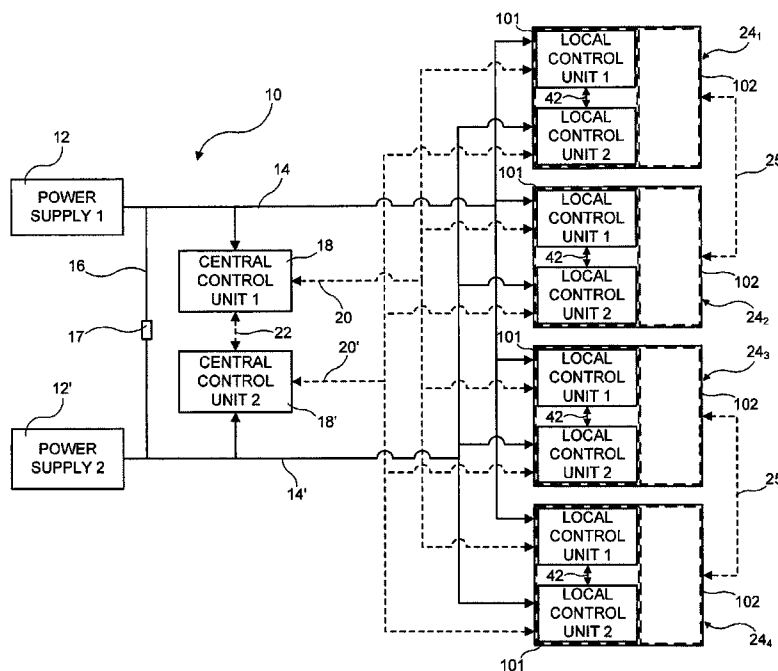 101
LOCAL
CONTROL
UNIT 1
24₁
102
42
LOCAL
CONTROL
UNIT 2
10
25
12
POWER
SUPPLY 1
14
101
LOCAL
CONTROL
UNIT 1
102
42
LOCAL
CONTROL
UNIT 2
24₂
16
18
CENTRAL
CONTROL
UNIT 1
20
17
22
20'
CENTRAL
CONTROL
UNIT 2
18'
101
LOCAL
CONTROL
UNIT 1
24₃
102
42
LOCAL
CONTROL
UNIT 2
12'
POWER
SUPPLY 2
14'
25
LOCAL
CONTROL
UNIT 1
42
102
LOCAL
CONTROL
UNIT 2
24₄
101